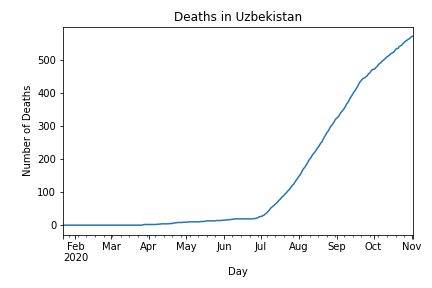 Deaths in Uzbekistan
Number of Deaths
500
400
300
200
100
0
Feb Mar Apr May Jun Jul Aug Sep Oct Nov
2020
Day